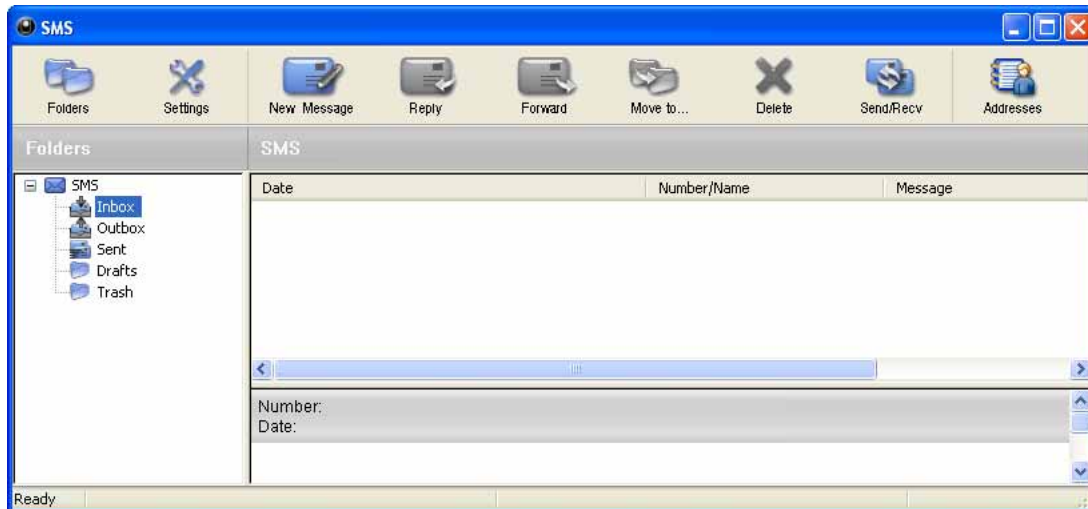 SMS
Folders Settings New Message Reply Forward Move to... Delete Send/Recv Addresses
Folders SMS
SMS
Inbox
Outbox
Sent
Drafts
Trash
Date Number/Name Message
Number:
Date:
Ready